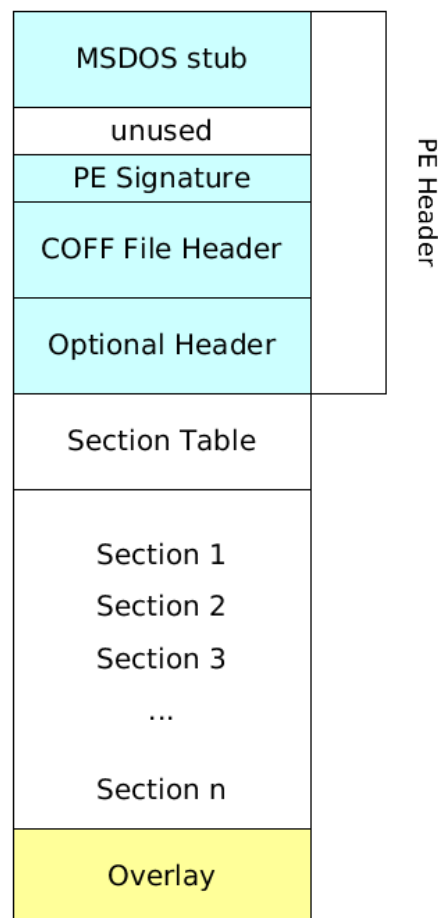 MSDOS stub
unused
PE Signature
COFF File Header
Optional Header
PE Header
Section Table
Section 1
Section 2
Section 3
...
Section n
Overlay